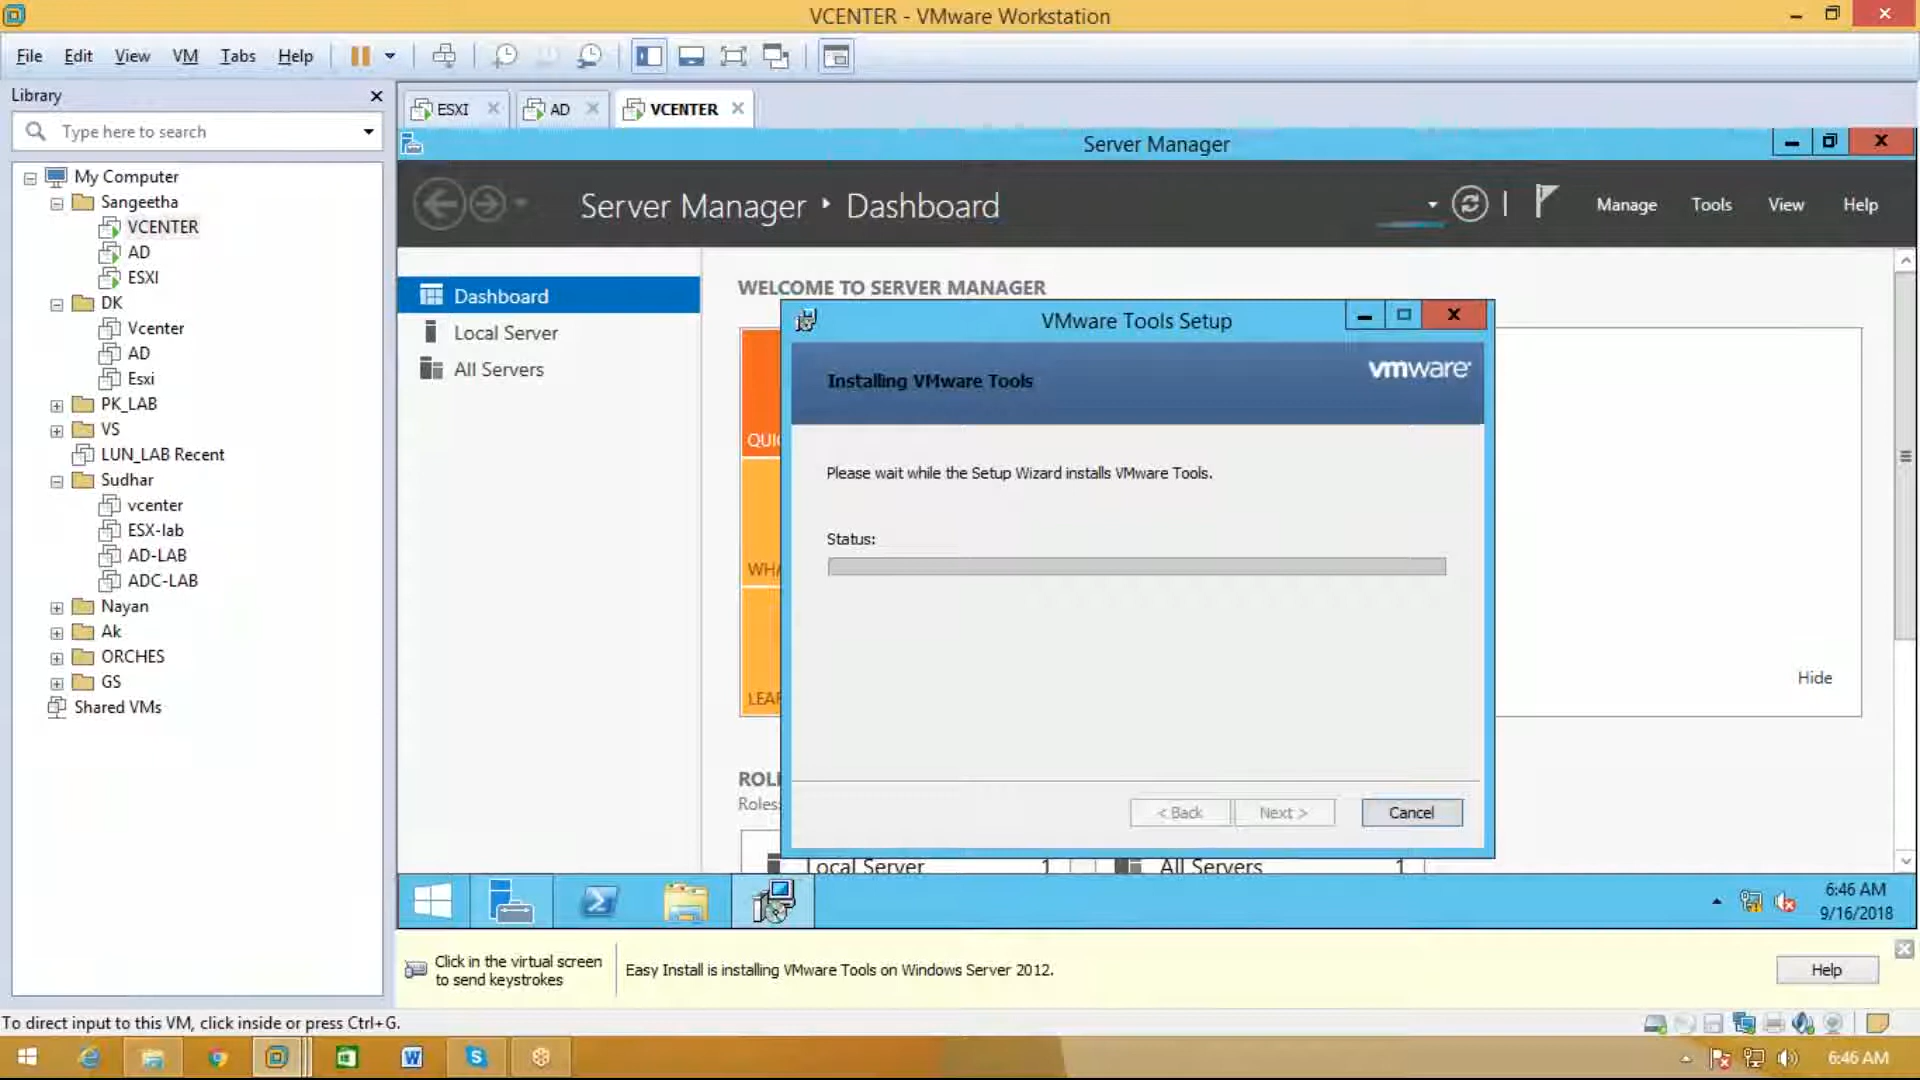 VCENTER - VMware Workstation
File Edit View VM Tabs Help
Library
Type here to search
My Computer
Sangeetha
VCENTER
AD
ESXI
DK
Vcenter
AD
Esxi
PK_LAB
VS
LUN_LAB Recent
Sudhar
vcenter
ESX-lab
AD-LAB
ADC-LAB
Nayan
Ak
ORCHES
GS
Shared VMs
ESXI AD VCENTER
Server Manager
Server Manager Dashboard
Manage Tools View Help
Dashboard
Local Server
All Servers
WELCOME TO SERVER MANAGER
QUIC
WHA
LEAR
Hide
ROLE
Roles:
Local Server 1
All Servers 1
VMware Tools Setup
Installing VMware Tools
vmware
Please wait while the Setup Wizard installs VMware Tools.
Status:
< Back Next > Cancel
6:46 AM
9/16/2018
Click in the virtual screen
to send keystrokes
Easy Install is installing VMware Tools on Windows Server 2012.
Help
To direct input to this VM, click inside or press Ctrl+G.
6:46 AM